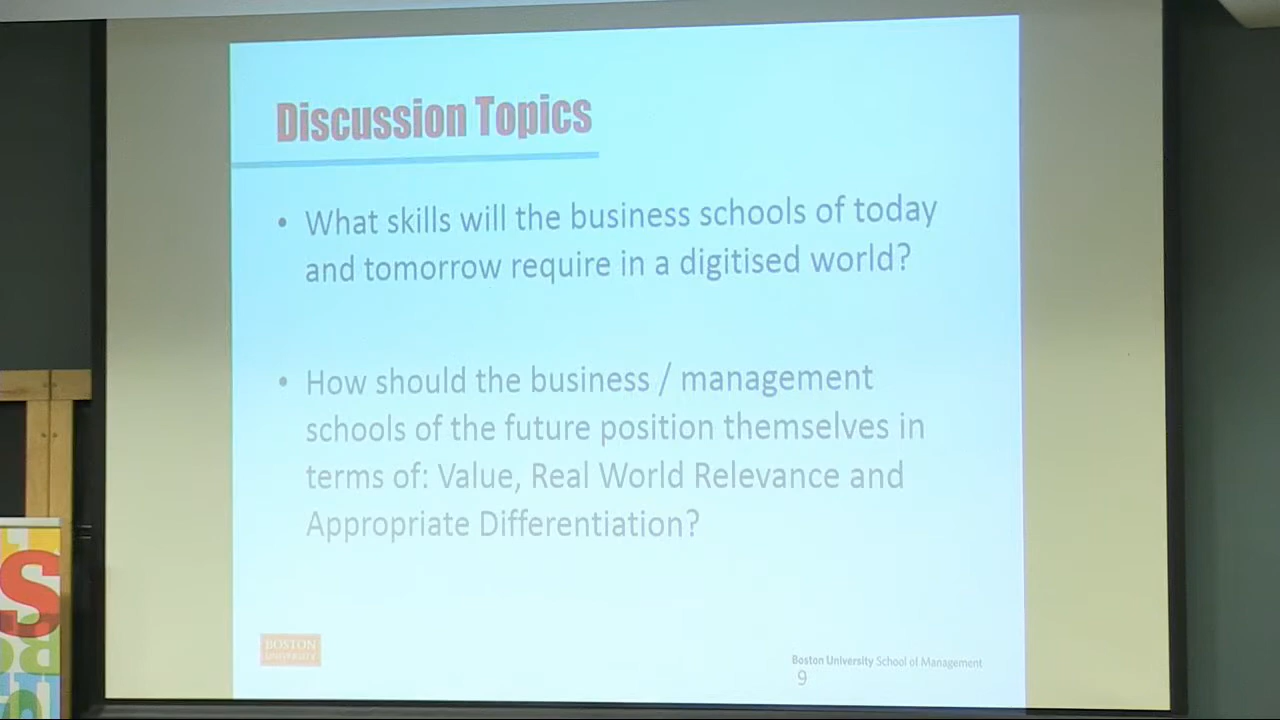 Discussion Topics
• What skills will the business schools of today
and tomorrow require in a digitised world?
• How should the business / management
schools of the future position themselves in
terms of: Value, Real World Relevance and
Appropriate Differentiation?
BOSTON
UNIVERSITY
Boston University School of Management
9
S